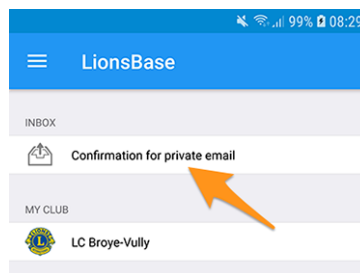 99% 08:29
LionsBase
INBOX
Confirmation for private email
MY CLUB
LC Broye-Vully